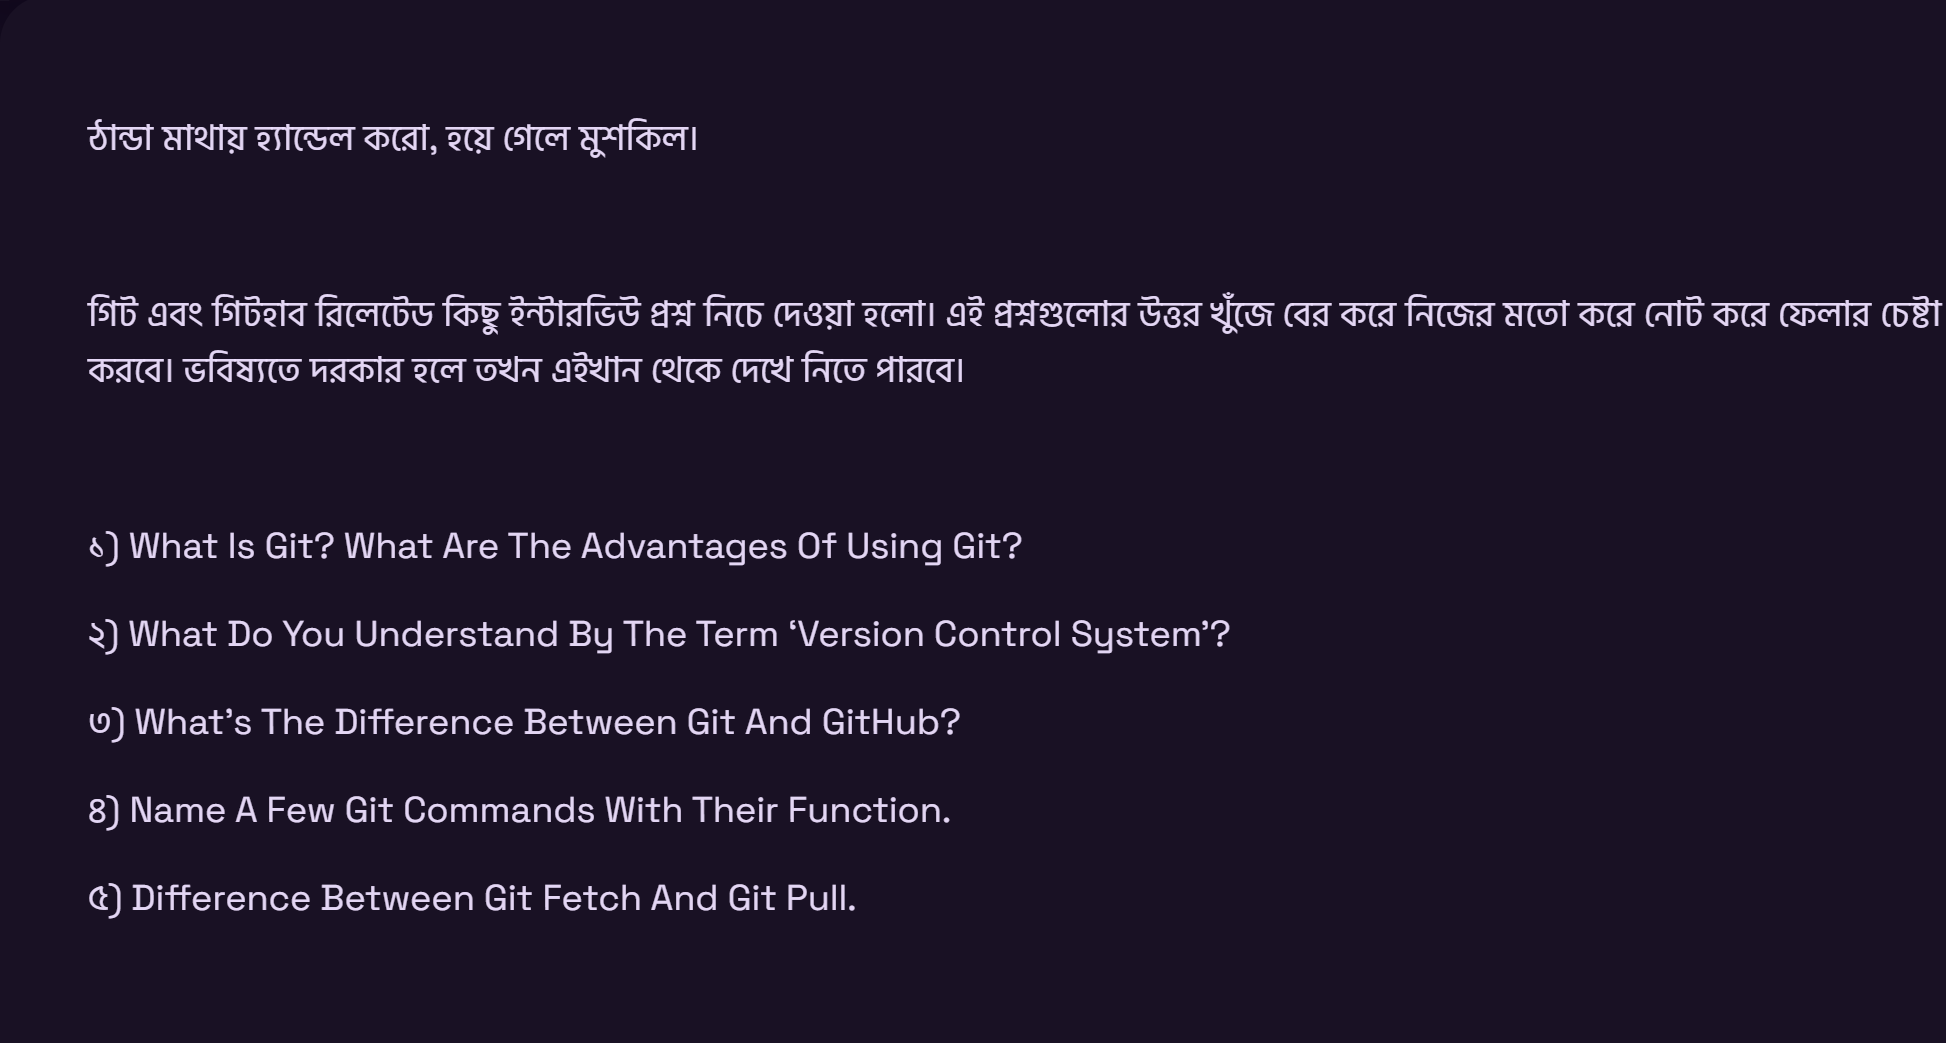 ঠান্ডা মাথায় হ্যান্ডেল করো, হয়ে গেলে মুশকিল।
গিট এবং গিটহাব রিলেটেড কিছু ইন্টারভিউ প্রশ্ন নিচে দেওয়া হলো। এই প্রশ্নগুলোর উত্তর খুঁজে বের করে নিজের মতো করে নোট করে ফেলার চেষ্টা
করবে। ভবিষ্যতে দরকার হলে তখন এইখান থেকে দেখে নিতে পারবে।
১) What Is Git? What Are The Advantages Of Using Git?
২) What Do You Understand By The Term ‘Version Control System’?
৩) What’s The Difference Between Git And GitHub?
৪) Name A Few Git Commands With Their Function.
৫) Difference Between Git Fetch And Git Pull.